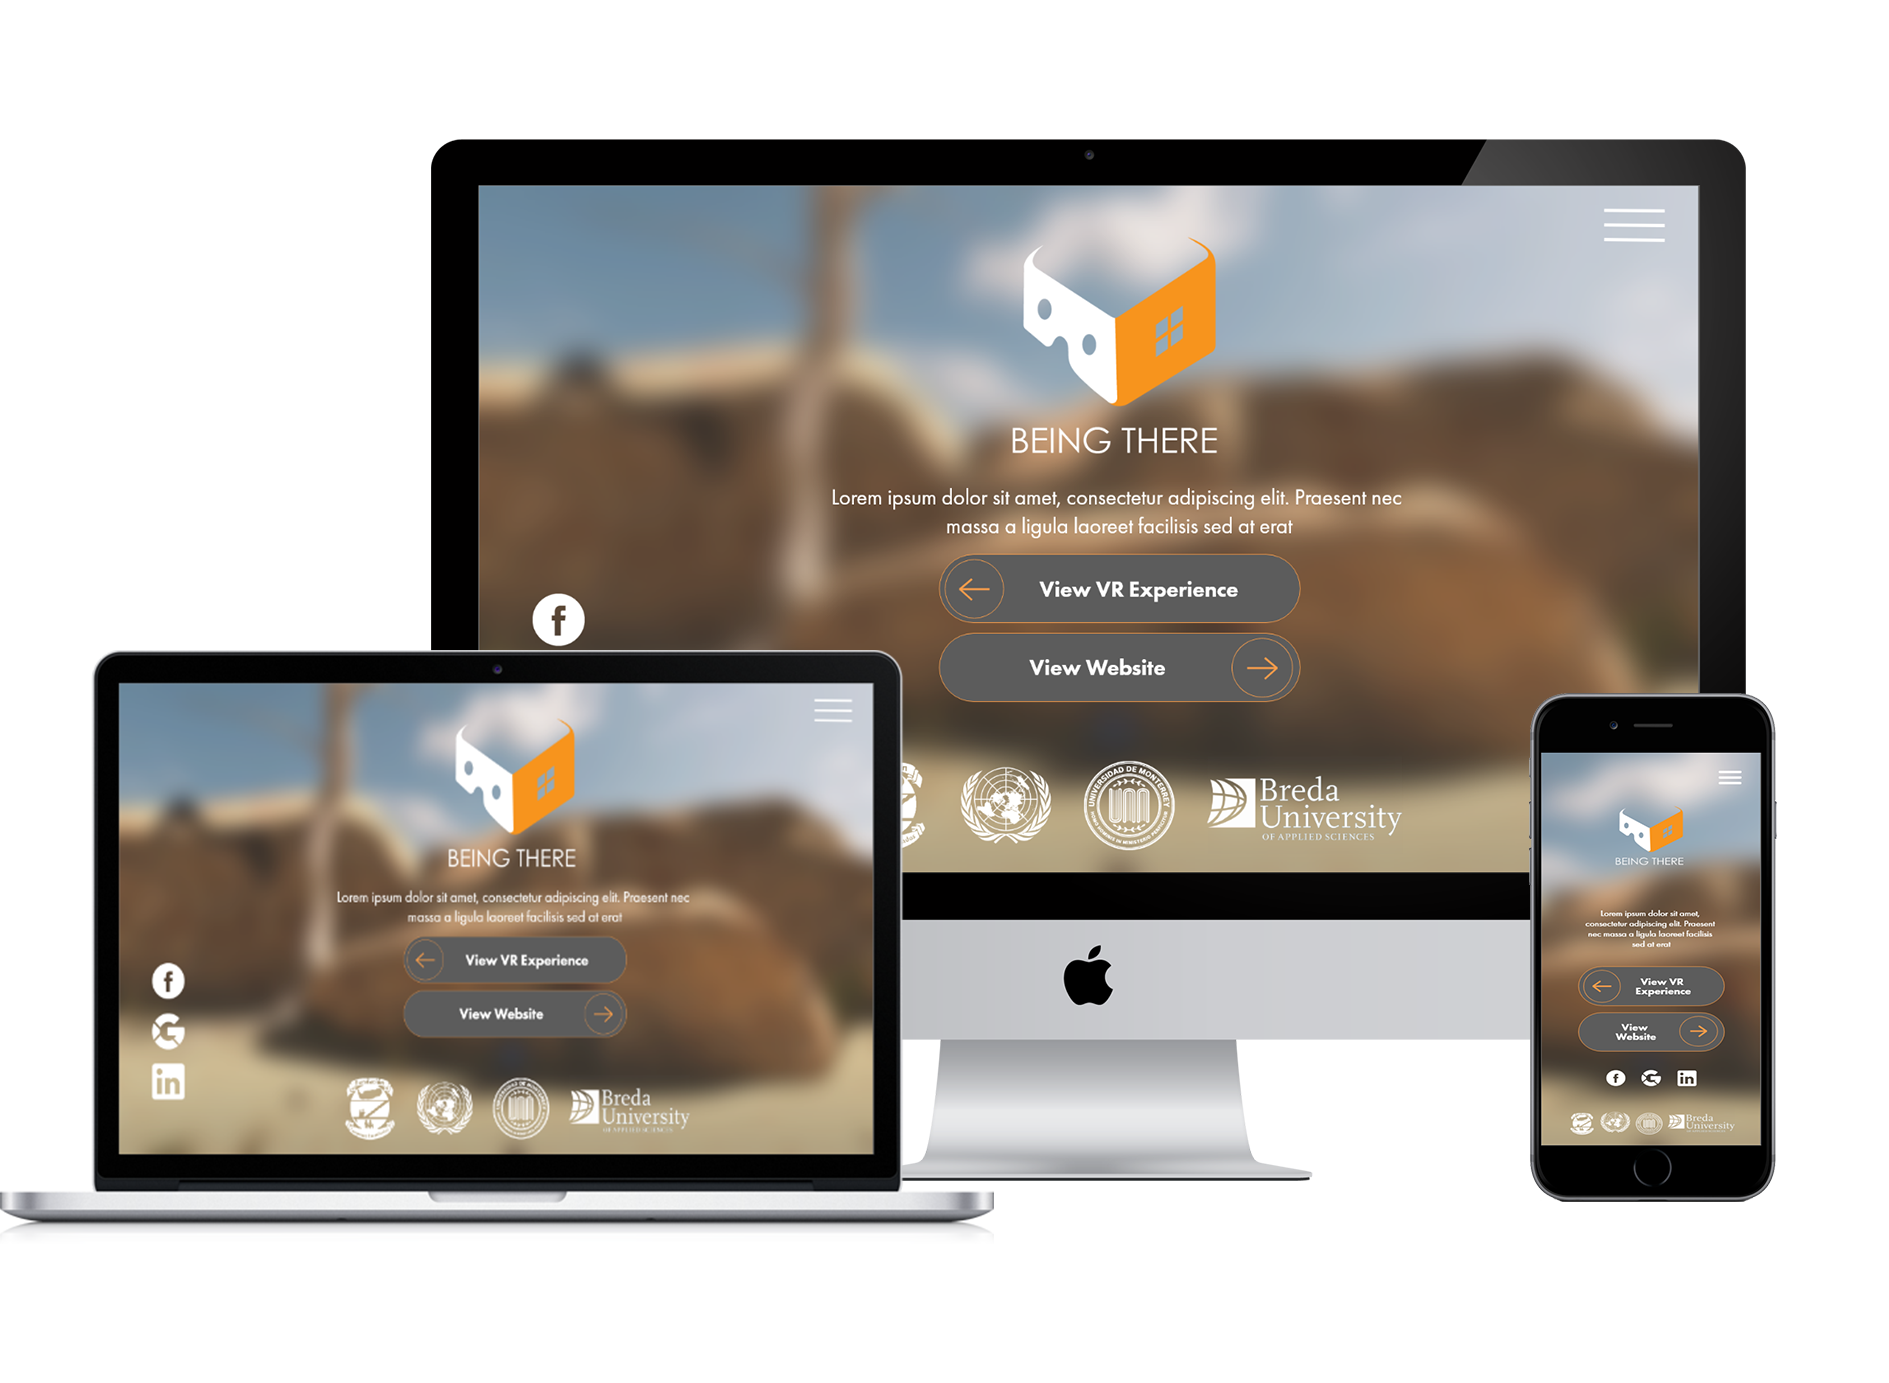 BEING THERE
Lorem ipsum dolor sit amet, consectetur adipiscing elit. Praesent nec
massa a ligula laoreet facilisis sed at erat
View VR Experience
View Website
f
UNIVERSIDAD DE MONTERREY
Breda
University
OF APPLIED SCIENCES
BEING THERE
Lorem ipsum dolor sit amet, consectetur adipiscing elit. Praesent nec
massa a ligula laoreet facilisis sed at erat
View VR Experience
View Website
f
G
in
Breda
University
OF APPLIED SCIENCES
BEING THERE
Lorem ipsum dolor sit amet,
consectetur adipiscing elit. Praesent
nec massa a ligula laoreet facilisis
sed at erat
View VR
Experience
View
Website
f
G
in
Breda
University